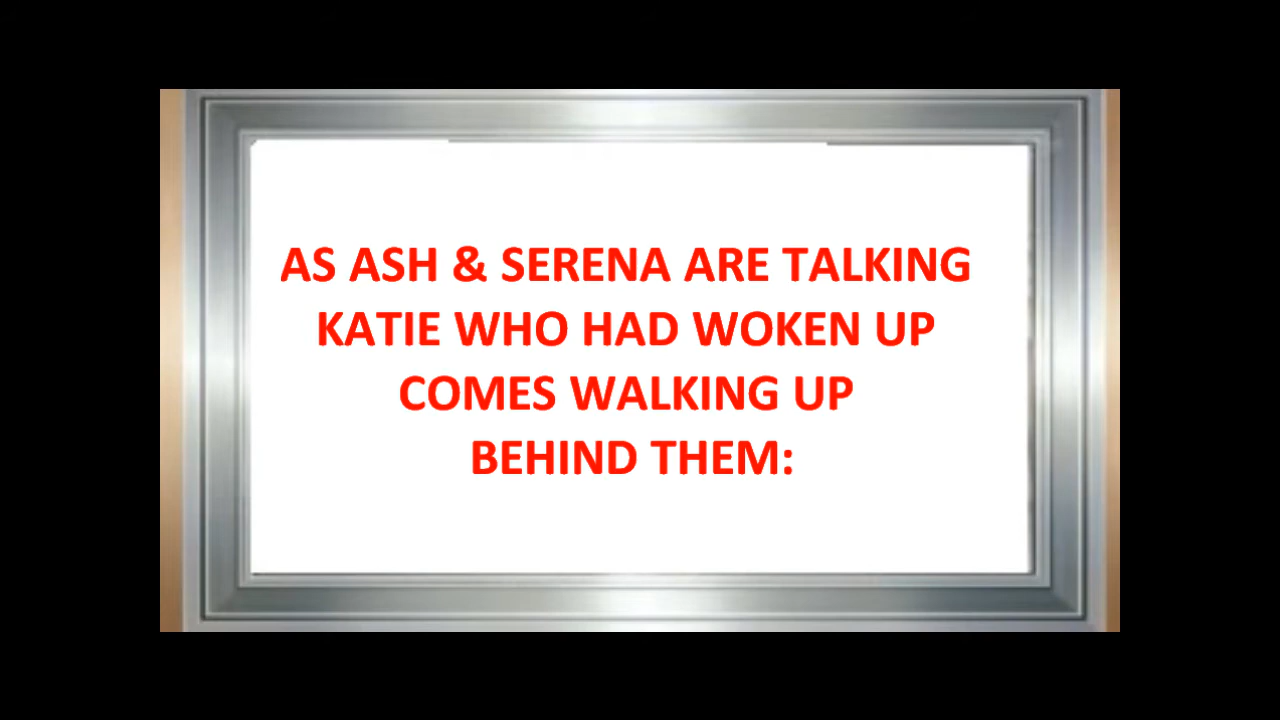 AS ASH & SERENA ARE TALKING
KATIE WHO HAD WOKEN UP
COMES WALKING UP
BEHIND THEM: